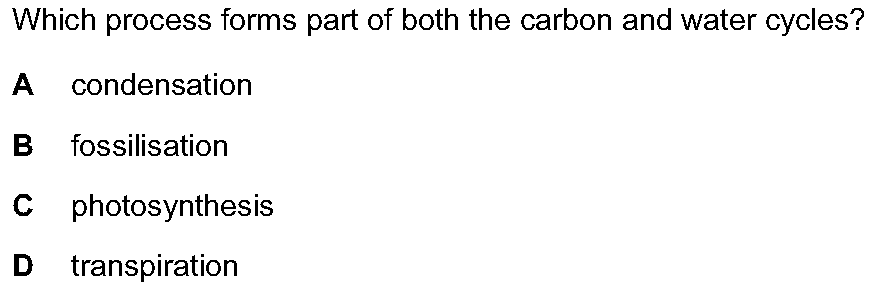 Which process forms part of both the carbon and water cycles?
A condensation
B fossilisation
C photosynthesis
D transpiration